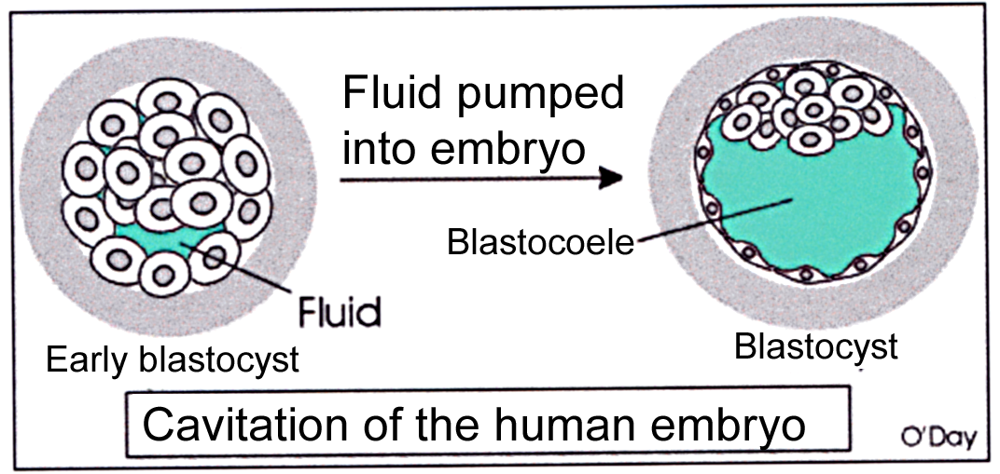 Fluid pumped
into embryo
Blastocoele
Fluid
Early blastocyst
Blastocyst
Cavitation of the human embryo
O'Day